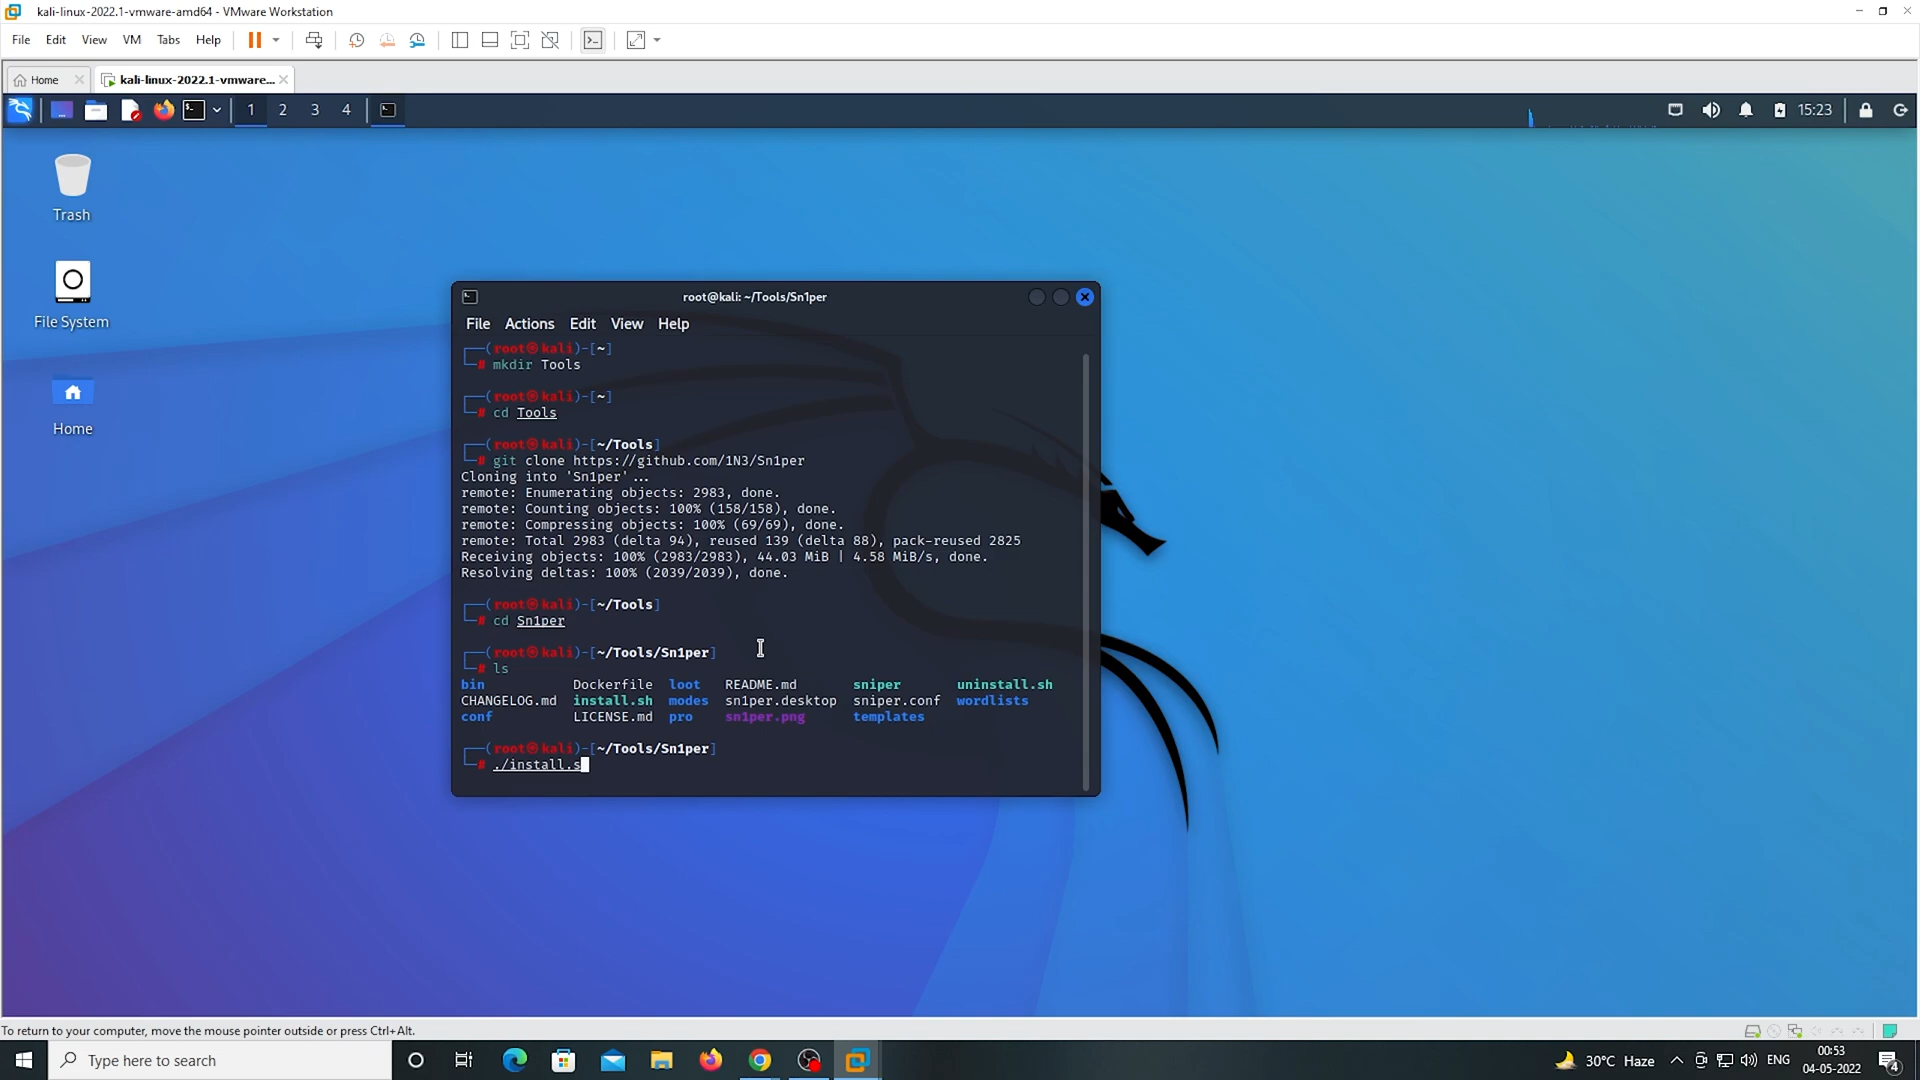 kali-linux-2022.1-vmware-amd64 - VMware Workstation
File Edit View VM Tabs Help
Home kali-linux-2022.1-vmware...
1 2 3 4 15:23
Trash
File System
Home
root@kali: ~/Tools/Sn1per
File Actions Edit View Help
┌──(root㉿kali)-[~]
└─# mkdir Tools
┌──(root㉿kali)-[~]
└─# cd Tools
┌──(root㉿kali)-[~/Tools]
└─# git clone https://github.com/1N3/Sn1per
Cloning into 'Sn1per'...
remote: Enumerating objects: 2983, done.
remote: Counting objects: 100% (158/158), done.
remote: Compressing objects: 100% (69/69), done.
remote: Total 2983 (delta 94), reused 139 (delta 88), pack-reused 2825
Receiving objects: 100% (2983/2983), 44.03 MiB | 4.58 MiB/s, done.
Resolving deltas: 100% (2039/2039), done.
┌──(root㉿kali)-[~/Tools]
└─# cd Sn1per
┌──(root㉿kali)-[~/Tools/Sn1per]
└─# ls
bin Dockerfile loot README.md sniper uninstall.sh
CHANGELOG.md install.sh modes sn1per.desktop sniper.conf wordlists
conf LICENSE.md pro sn1per.png templates
┌──(root㉿kali)-[~/Tools/Sn1per]
└─# ./install.s
To return to your computer, move the mouse pointer outside or press Ctrl+Alt.
Type here to search
30°C Haze ENG
00:53
04-05-2022
4